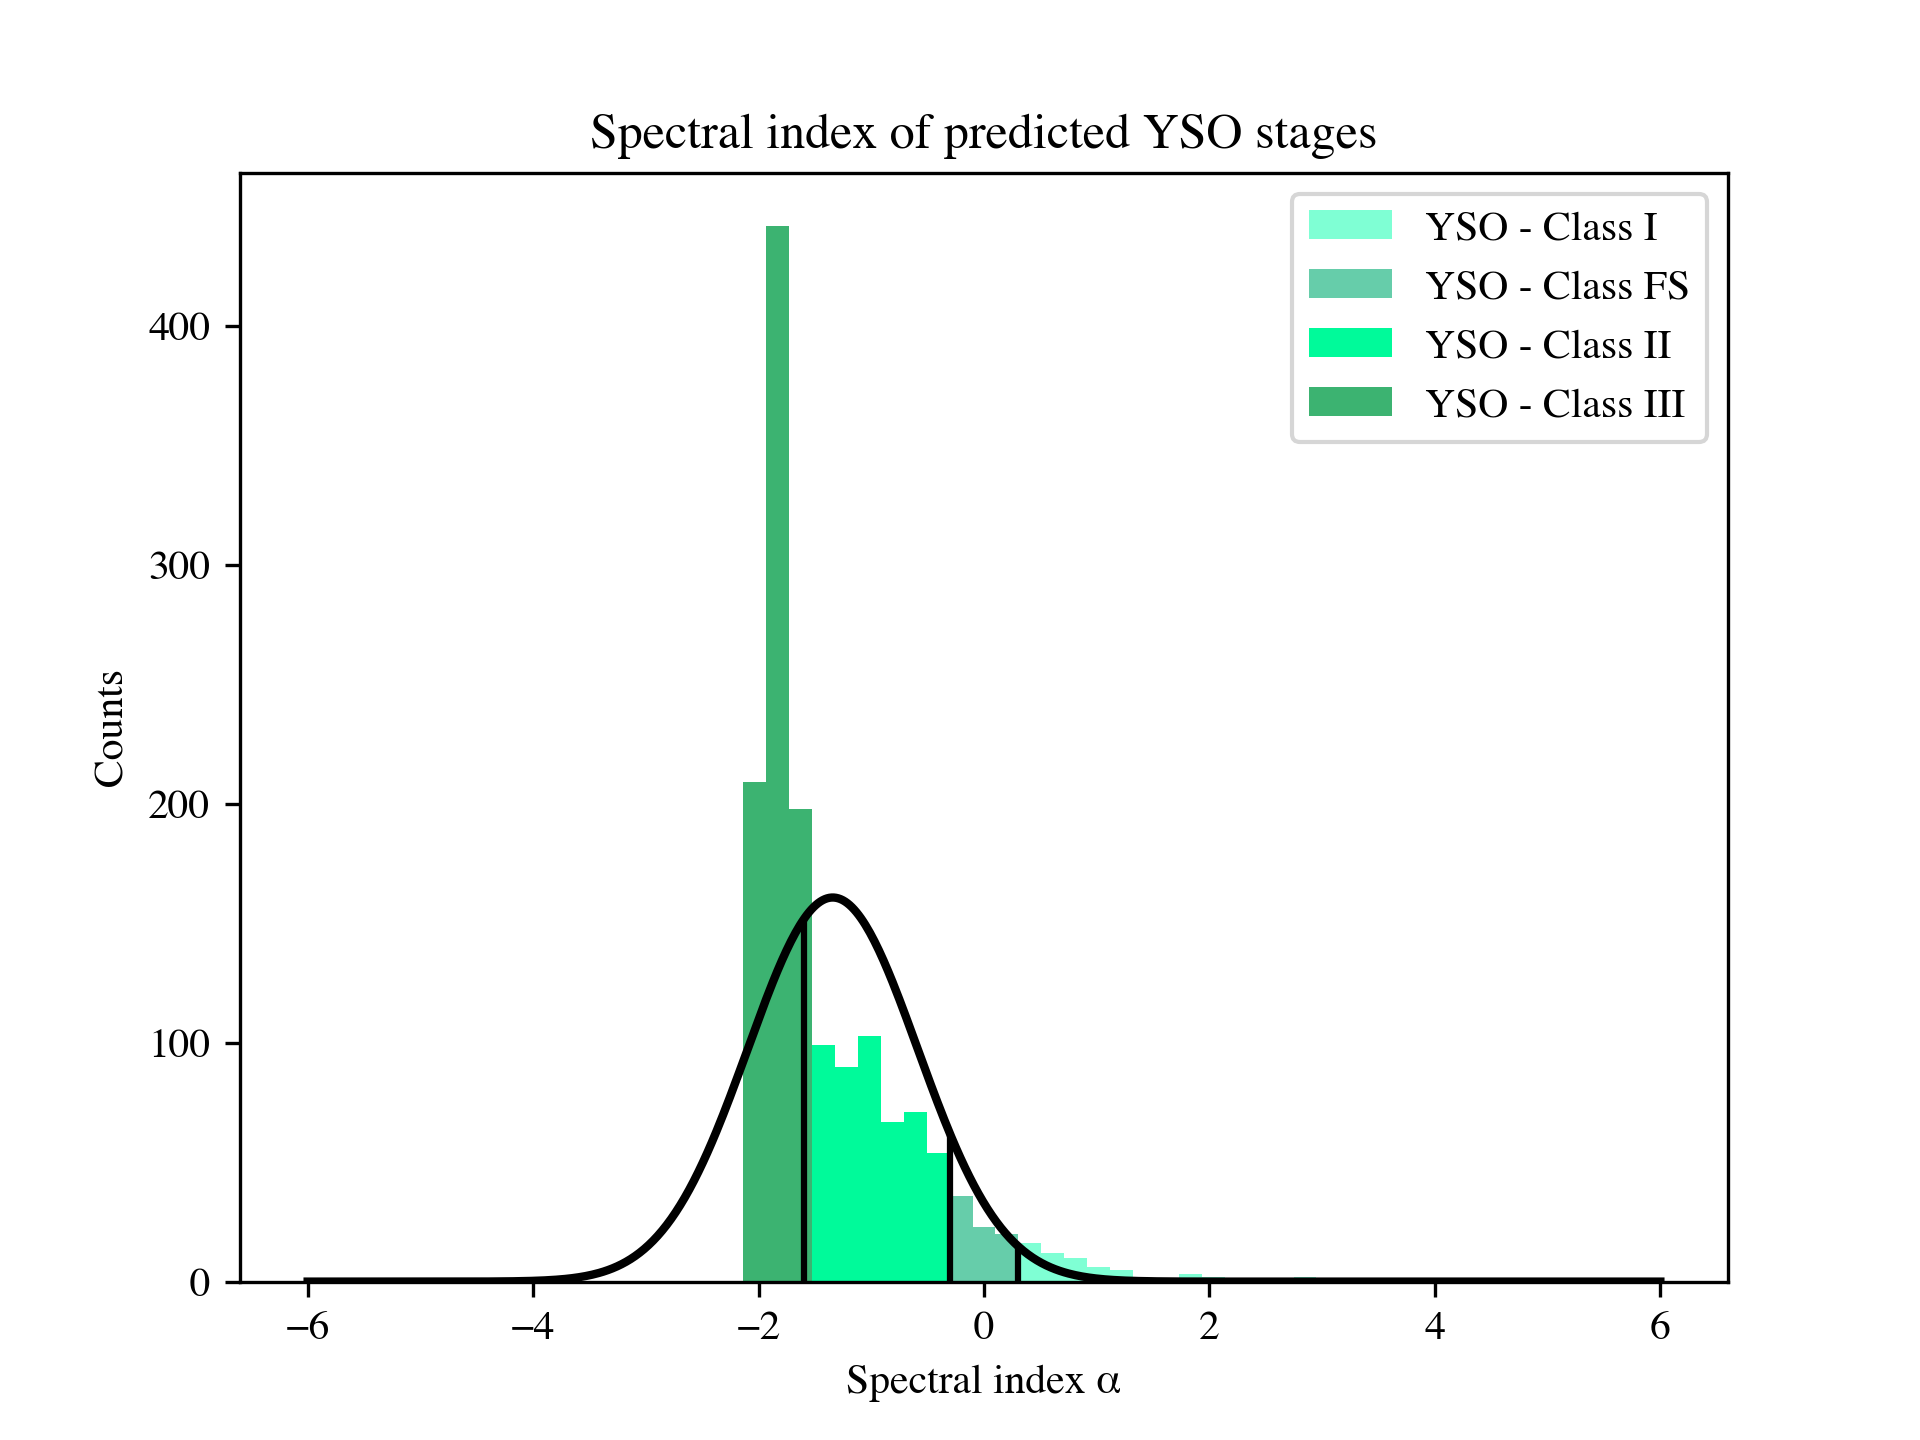 Spectral index of predicted YSO stages
YSO - Class I
YSO - Class FS
YSO - Class II
YSO - Class III
400
300
200
100
0
Counts
−6 −4 −2 0 2 4 6
Spectral index α